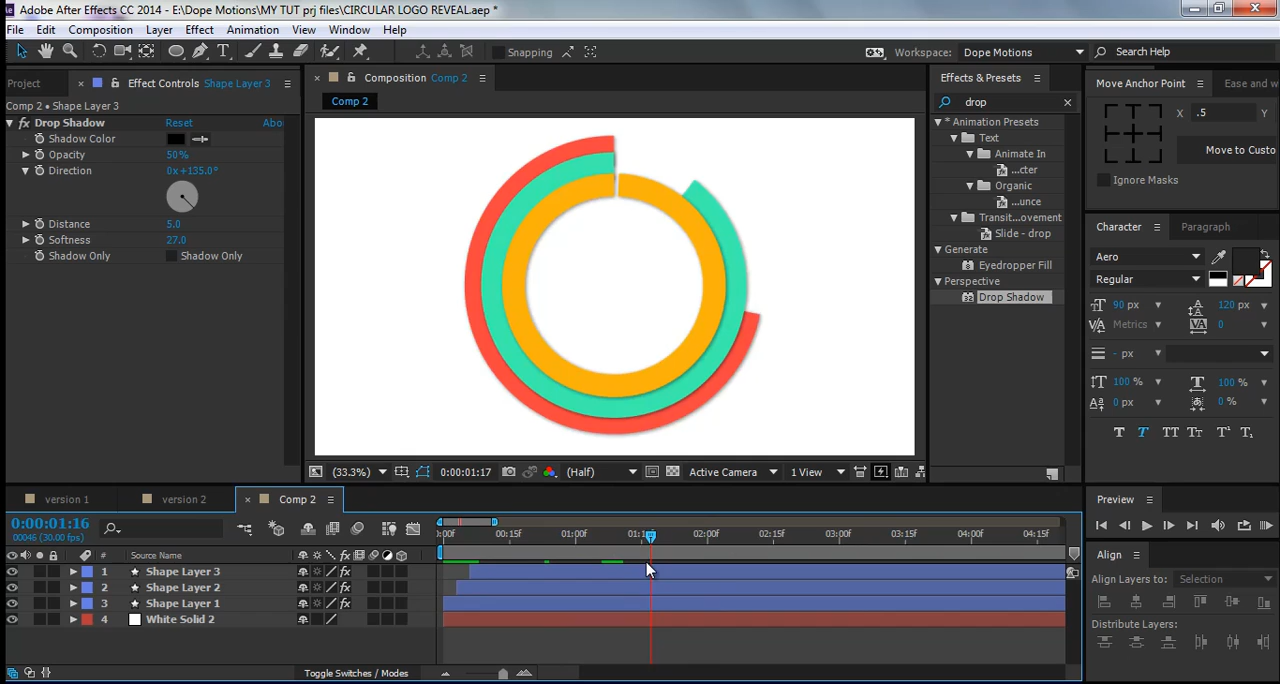 Adobe After Effects CC 2014 - E:\Dope Motions\MY TUT prj files\CIRCULAR LOGO REVEAL.aep *
File Edit Composition Layer Effect Animation View Window Help
Snapping
Workspace: Dope Motions
Search Help
Project
Effect Controls Shape Layer 3
Comp 2 • Shape Layer 3
fx Drop Shadow Reset Abo
Shadow Color
Opacity 50%
Direction 0x+135.0°
Distance 5.0
Softness 27.0
Shadow Only Shadow Only
Composition Comp 2
Comp 2
(33.3%) 0:00:01:17 (Half) Active Camera 1 View
Effects & Presets
drop
* Animation Presets
Text
Animate In
...cter
Organic
...unce
Transit...ovement
Slide - drop
Generate
Eyedropper Fill
Perspective
Drop Shadow
Move Anchor Point Ease and w
X .5 Y
Move to Custo
Ignore Masks
Character Paragraph
Aero
Regular
90 px 120 px
Metrics 0
- px
100 % 100 %
0 px 0 %
T T TT Tt T¹ T₁
version 1 version 2 Comp 2
0:00:01:16
00046 (30.00 fps)
:00f 00:15f 01:00f 01:1 02:00f 02:15f 03:00f 03:15f 04:00f 04:15f
# Source Name
1 Shape Layer 3
2 Shape Layer 2
3 Shape Layer 1
4 White Solid 2
Toggle Switches / Modes
Preview
Align
Align Layers to: Selection
Distribute Layers: